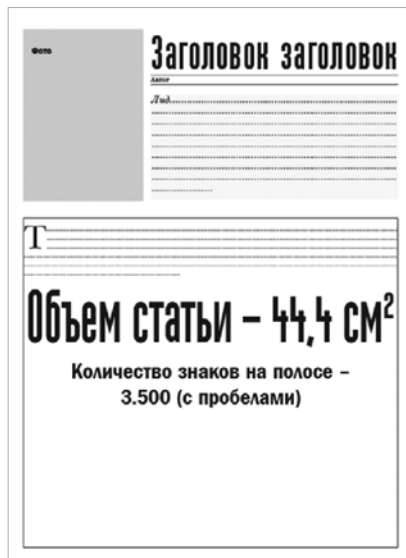 Фото
Заголовок заголовок
Автор
Лид
Т
Объем статьи – 44,4 см²
Количество знаков на полосе –
3.500 (с пробелами)